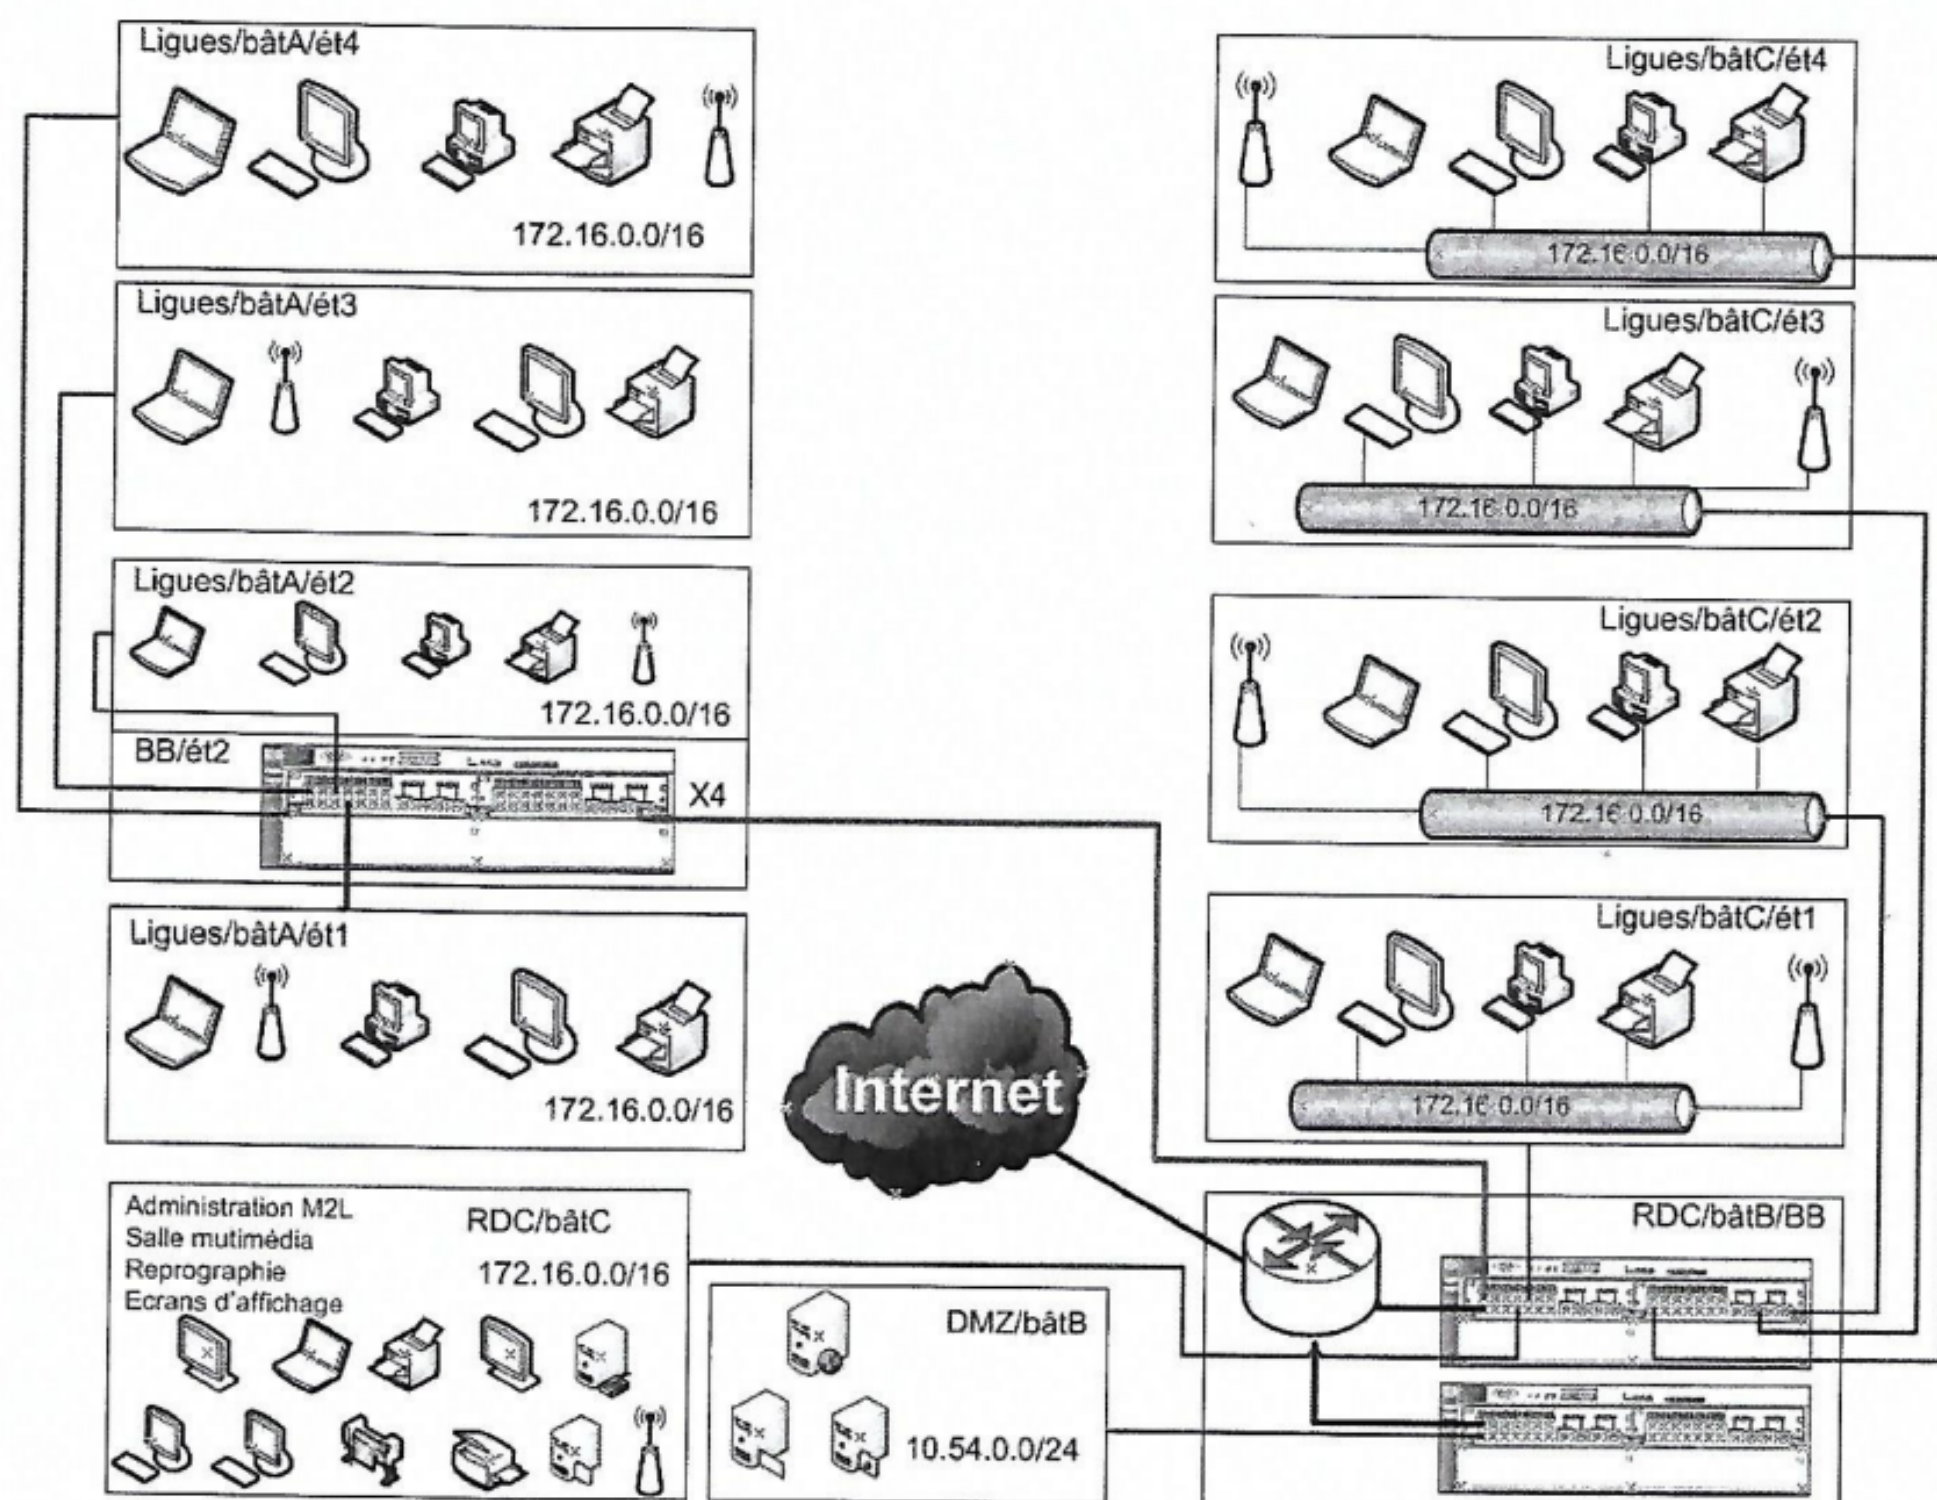 Ligues/bâtA/ét4
172.16.0.0/16
Ligues/bâtA/ét3
172.16.0.0/16
Ligues/bâtA/ét2
172.16.0.0/16
BB/ét2
X4
Ligues/bâtA/ét1
172.16.0.0/16
Administration M2L
Salle mutimédia
Reprographie
Ecrans d'affichage
RDC/bâtC
172.16.0.0/16
Internet
DMZ/bâtB
10.54.0.0/24
Ligues/bâtC/ét4
172.16.0.0/16
Ligues/bâtC/ét3
172.16.0.0/16
Ligues/bâtC/ét2
172.16.0.0/16
Ligues/bâtC/ét1
172.16.0.0/16
RDC/bâtB/BB